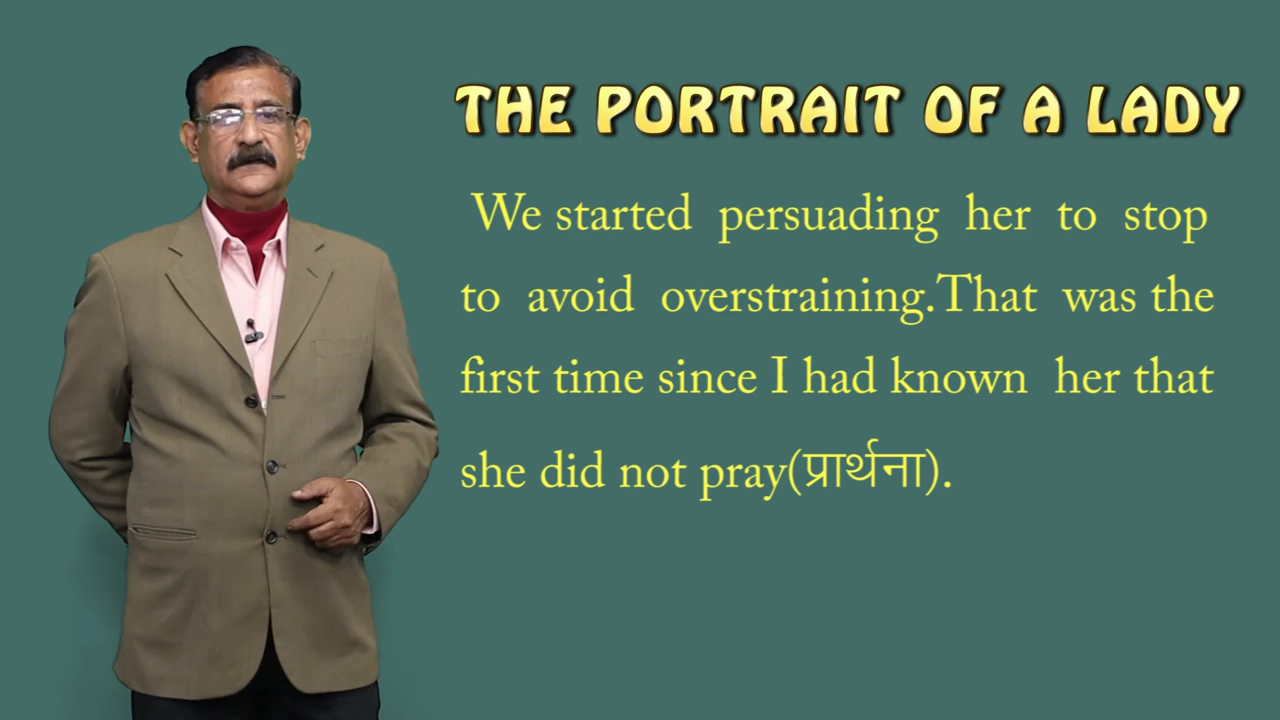 THE PORTRAIT OF A LADY
We started persuading her to stop
to avoid overstraining.That was the
first time since I had known her that
she did not pray(प्रार्थना).